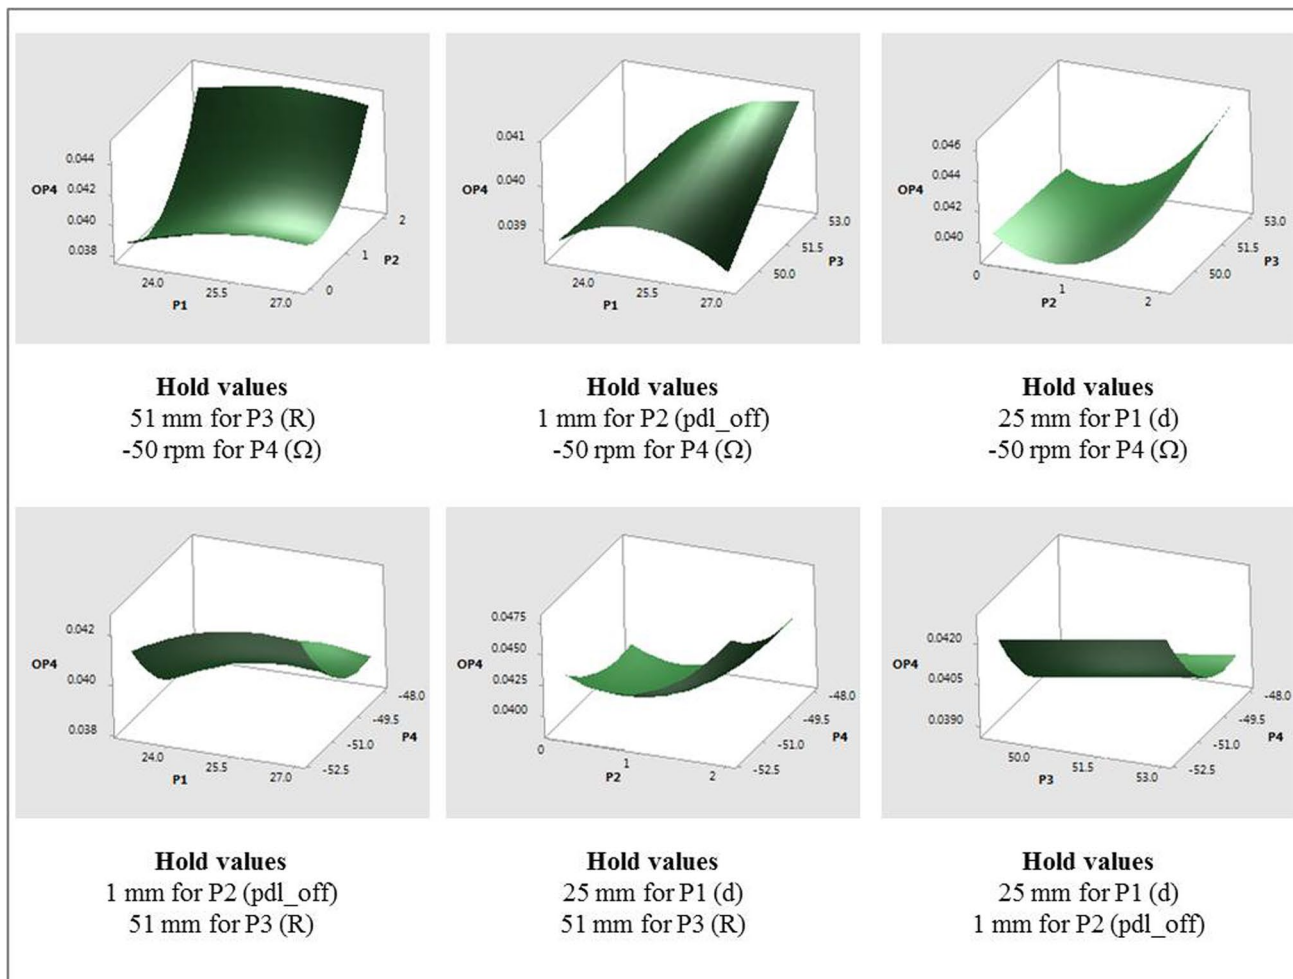 0.044
OP4 0.042
0.040
0.038
24.0
25.5
27.0
P1
0
1
2
P2
0.041
OP4
0.040
0.039
24.0
25.5
27.0
P1
50.0
51.5
53.0
P3
0.046
0.044
OP4
0.042
0.040
0
1
2
P2
50.0
51.5
53.0
P3
Hold values
51 mm for P3 (R)
-50 rpm for P4 (Ω)
Hold values
1 mm for P2 (pdl_off)
-50 rpm for P4 (Ω)
Hold values
25 mm for P1 (d)
-50 rpm for P4 (Ω)
0.042
OP4
0.040
0.038
24.0
25.5
27.0
P1
-52.5
-51.0
-49.5
-48.0
P4
0.0475
0.0450
OP4
0.0425
0.0400
0
1
2
P2
-52.5
-51.0
-49.5
-48.0
P4
0.0420
OP4
0.0405
0.0390
50.0
51.5
53.0
P3
-52.5
-51.0
-49.5
-48.0
P4
Hold values
1 mm for P2 (pdl_off)
51 mm for P3 (R)
Hold values
25 mm for P1 (d)
51 mm for P3 (R)
Hold values
25 mm for P1 (d)
1 mm for P2 (pdl_off)